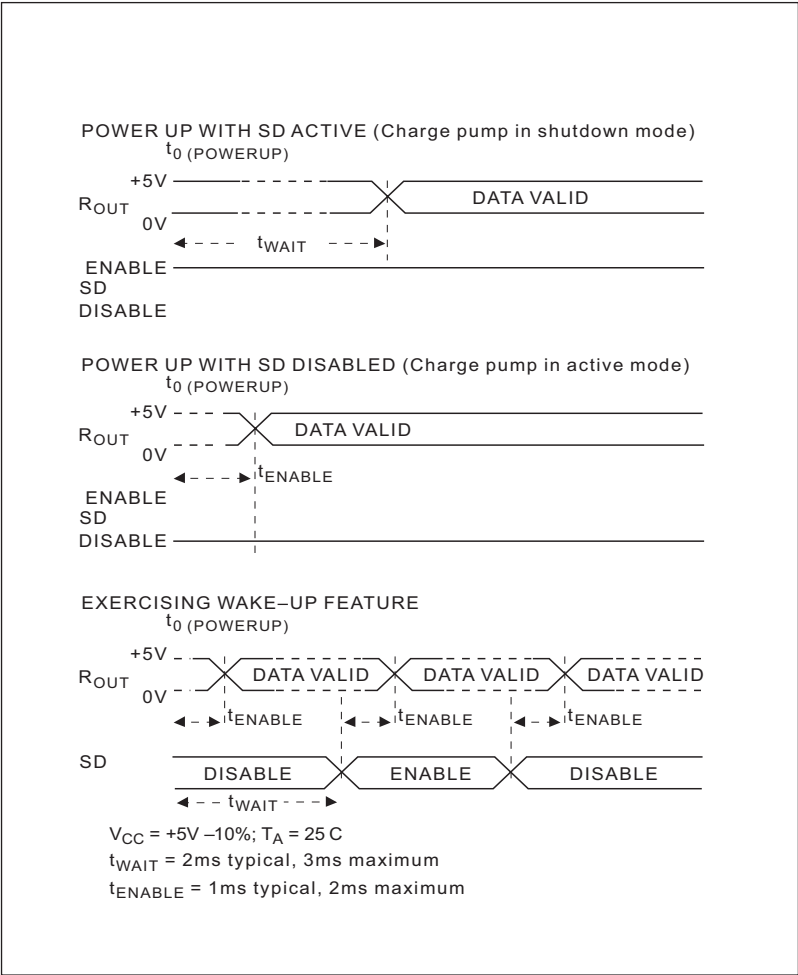 POWER UP WITH SD ACTIVE (Charge pump in shutdown mode)
t0 (POWERUP)
+5V
ROUT
DATA VALID
0V
tWAIT
ENABLE
SD
DISABLE
POWER UP WITH SD DISABLED (Charge pump in active mode)
t0 (POWERUP)
+5V
ROUT
DATA VALID
0V
tENABLE
ENABLE
SD
DISABLE
EXERCISING WAKE–UP FEATURE
t0 (POWERUP)
+5V
ROUT
DATA VALID DATA VALID DATA VALID
0V
tENABLE tENABLE tENABLE
SD
DISABLE ENABLE DISABLE
tWAIT
VCC = +5V –10%; TA = 25 C
tWAIT = 2ms typical, 3ms maximum
tENABLE = 1ms typical, 2ms maximum